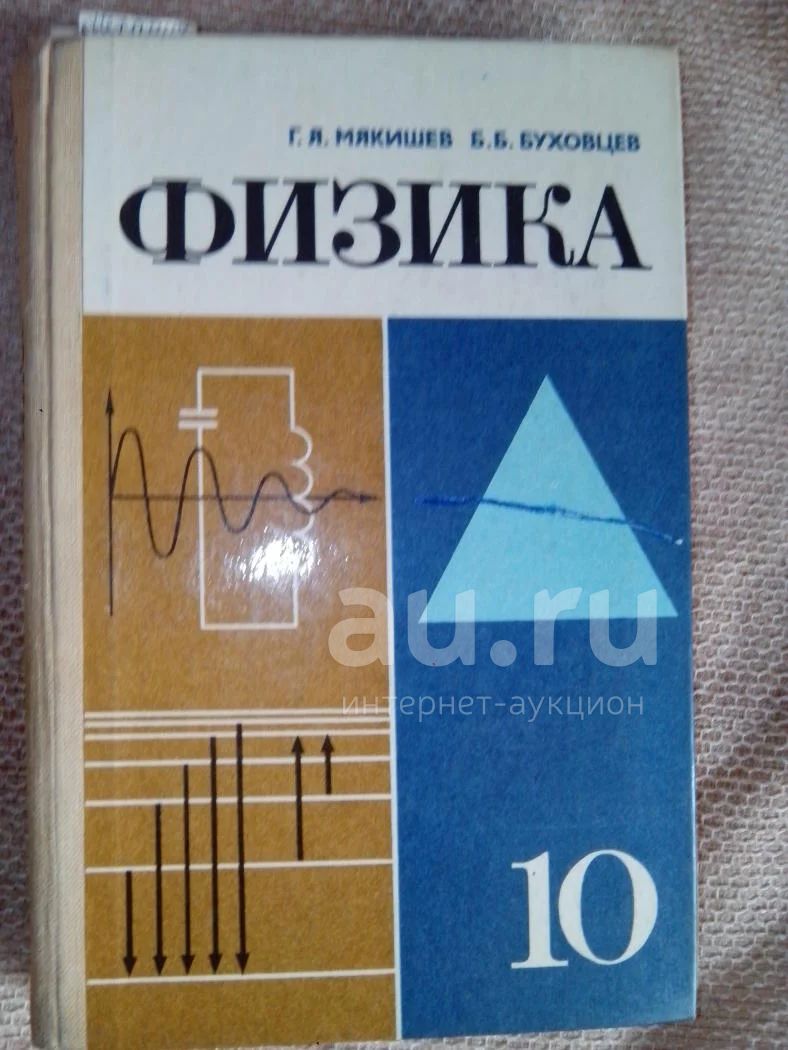 Г. Я. МЯКИШЕВ Б.Б. БУХОВЦЕВ
ФИЗИКА
au.ru
интернет-аукцион
10